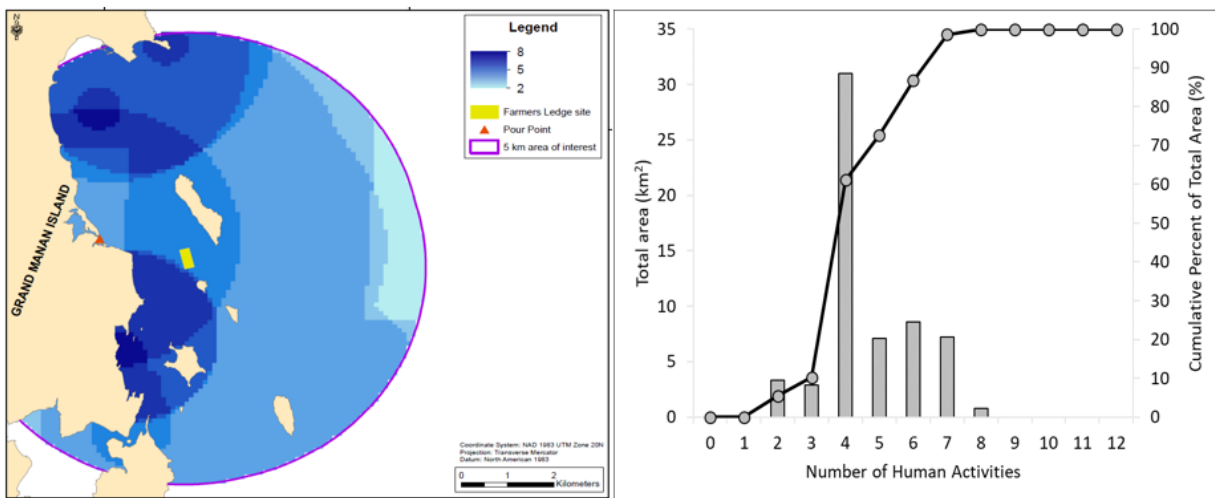 Legend
8
5
2
Farmers Ledge site
Pour Point
5 km area of interest
GRAND MANAN ISLAND
Coordinate System: NAD 1983 UTM Zone 20N
Projection: Transverse Mercator
Datum: North American 1983
0 1 2
Kilometers
Total area (km²)
35
30
25
20
15
10
5
0
0 1 2 3 4 5 6 7 8 9 10 11 12
Number of Human Activities
100
90
80
70
60
50
40
30
20
10
0
Cumulative Percent of Total Area (%)